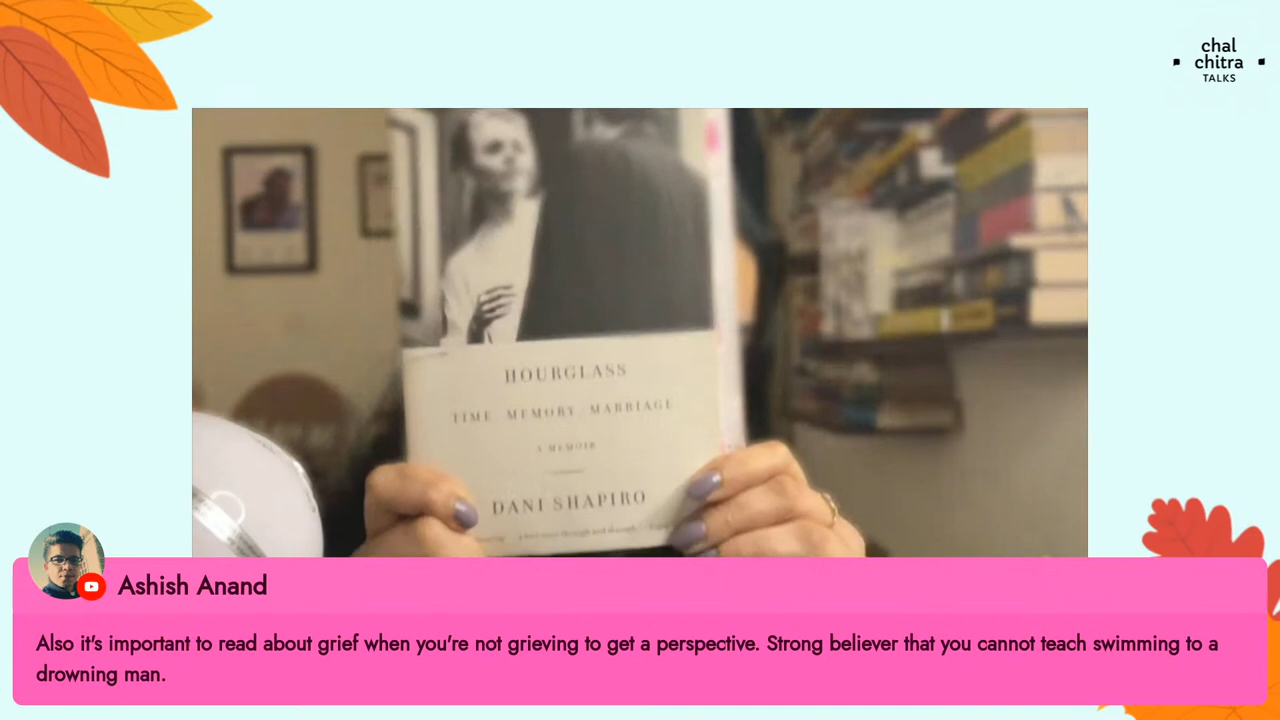 chal
chitra
TALKS
HOURGLASS
TIME MEMORY MARRIAGE
A MEMOIR
DANI SHAPIRO
Ashish Anand
Also it's important to read about grief when you're not grieving to get a perspective. Strong believer that you cannot teach swimming to a
drowning man.